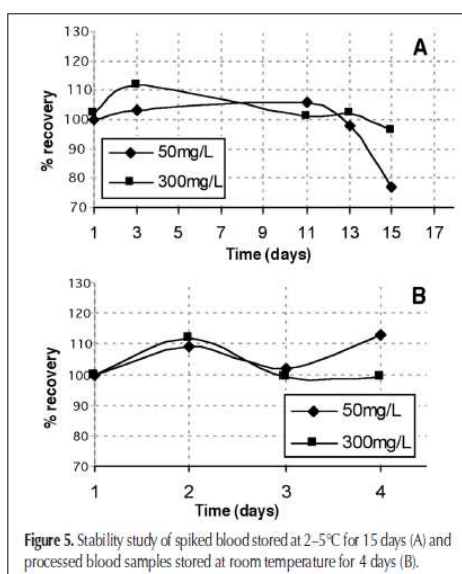 130
A
120
110
100
90
80
70
% recovery
50mg/L
300mg/L
1 3 5 7 9 11 13 15 17
Time (days)
130
B
120
110
100
90
80
70
% recovery
50mg/L
300mg/L
1 2 3 4
Time (days)
Figure 5. Stability study of spiked blood stored at 2–5°C for 15 days (A) and
processed blood samples stored at room temperature for 4 days (B).